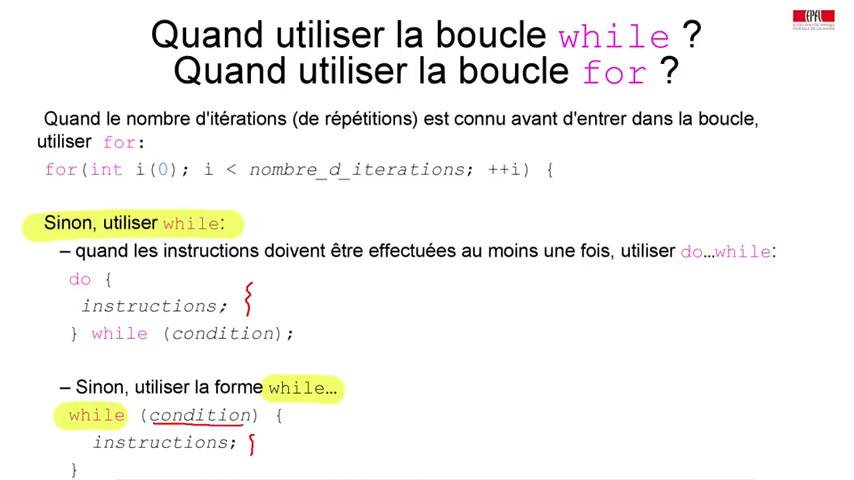 EPFL
Quand utiliser la boucle while ?
Quand utiliser la boucle for ?
Quand le nombre d'itérations (de répétitions) est connu avant d'entrer dans la boucle,
utiliser for:
for(int i(0); i < nombre_d_iterations; ++i) {
Sinon, utiliser while:
– quand les instructions doivent être effectuées au moins une fois, utiliser do…while:
do {
instructions;
} while (condition);
– Sinon, utiliser la forme while…
while (condition) {
instructions;
}